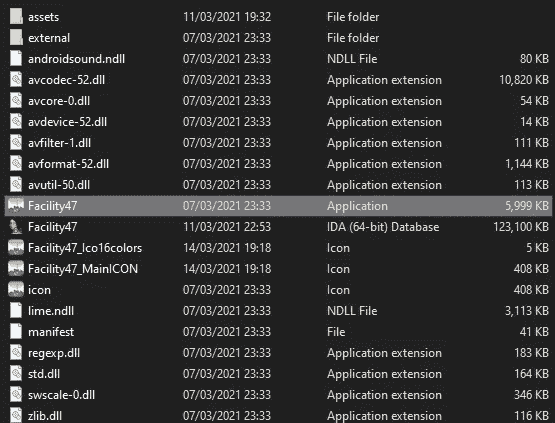 assets 11/03/2021 19:32 File folder
external 07/03/2021 23:33 File folder
androidsound.ndll 07/03/2021 23:33 NDLL File 80 KB
avcodec-52.dll 07/03/2021 23:33 Application extension 10,820 KB
avcore-0.dll 07/03/2021 23:33 Application extension 54 KB
avdevice-52.dll 07/03/2021 23:33 Application extension 14 KB
avfilter-1.dll 07/03/2021 23:33 Application extension 111 KB
avformat-52.dll 07/03/2021 23:33 Application extension 1,144 KB
avutil-50.dll 07/03/2021 23:33 Application extension 113 KB
Facility47 07/03/2021 23:33 Application 5,999 KB
Facility47 11/03/2021 22:53 IDA (64-bit) Database 123,100 KB
Facility47_Ico16colors 14/03/2021 19:18 Icon 5 KB
Facility47_MainICON 14/03/2021 19:18 Icon 408 KB
icon 07/03/2021 23:33 Icon 408 KB
lime.ndll 07/03/2021 23:33 NDLL File 3,113 KB
manifest 07/03/2021 23:33 File 41 KB
regexp.dll 07/03/2021 23:33 Application extension 183 KB
std.dll 07/03/2021 23:33 Application extension 164 KB
swscale-0.dll 07/03/2021 23:33 Application extension 346 KB
zlib.dll 07/03/2021 23:33 Application extension 116 KB